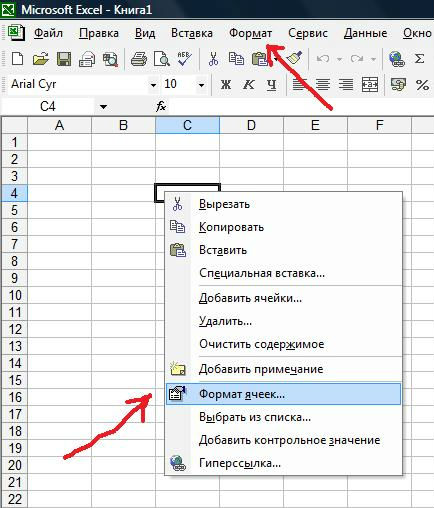 Microsoft Excel - Книга1
Файл Правка Вид Вставка Формат Сервис Данные Окно
Arial Cyr 10 Ж К Ч
C4 fx
A B C D E F
1
2
3
4
5
6
7
8
9
10
11
12
13
14
15
16
17
18
19
20
21
22
Вырезать
Копировать
Вставить
Специальная вставка...
Добавить ячейки...
Удалить...
Очистить содержимое
Добавить примечание
Формат ячеек...
Выбрать из списка...
Добавить контрольное значение
Гиперссылка...